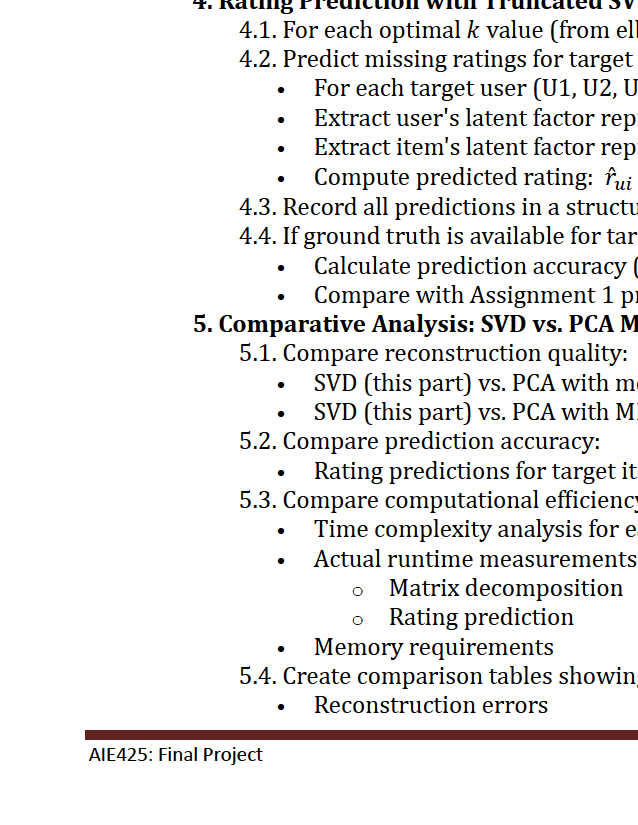 4. Rating Prediction with Truncated SV
4.1. For each optimal k value (from
4.2. Predict missing ratings for target
• For each target user (U1, U2, U
• Extract user's latent factor rep
• Extract item's latent factor rep
• Compute predicted rating: r̂ui
4.3. Record all predictions in a structu
4.4. If ground truth is available for tar
• Calculate prediction accuracy (
• Compare with Assignment 1 pr
5. Comparative Analysis: SVD vs. PCA M
5.1. Compare reconstruction quality:
• SVD (this part) vs. PCA with me
• SVD (this part) vs. PCA with M
5.2. Compare prediction accuracy:
• Rating predictions for target it
5.3. Compare computational efficiency
• Time complexity analysis for ea
• Actual runtime measurements
○ Matrix decomposition
○ Rating prediction
• Memory requirements
5.4. Create comparison tables showing
• Reconstruction errors
AIE425: Final Project